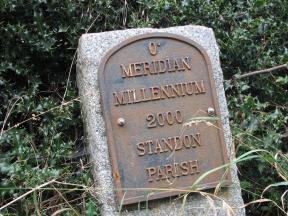 0°
MERIDIAN
MILLENNIUM
2000
STANDON
PARISH